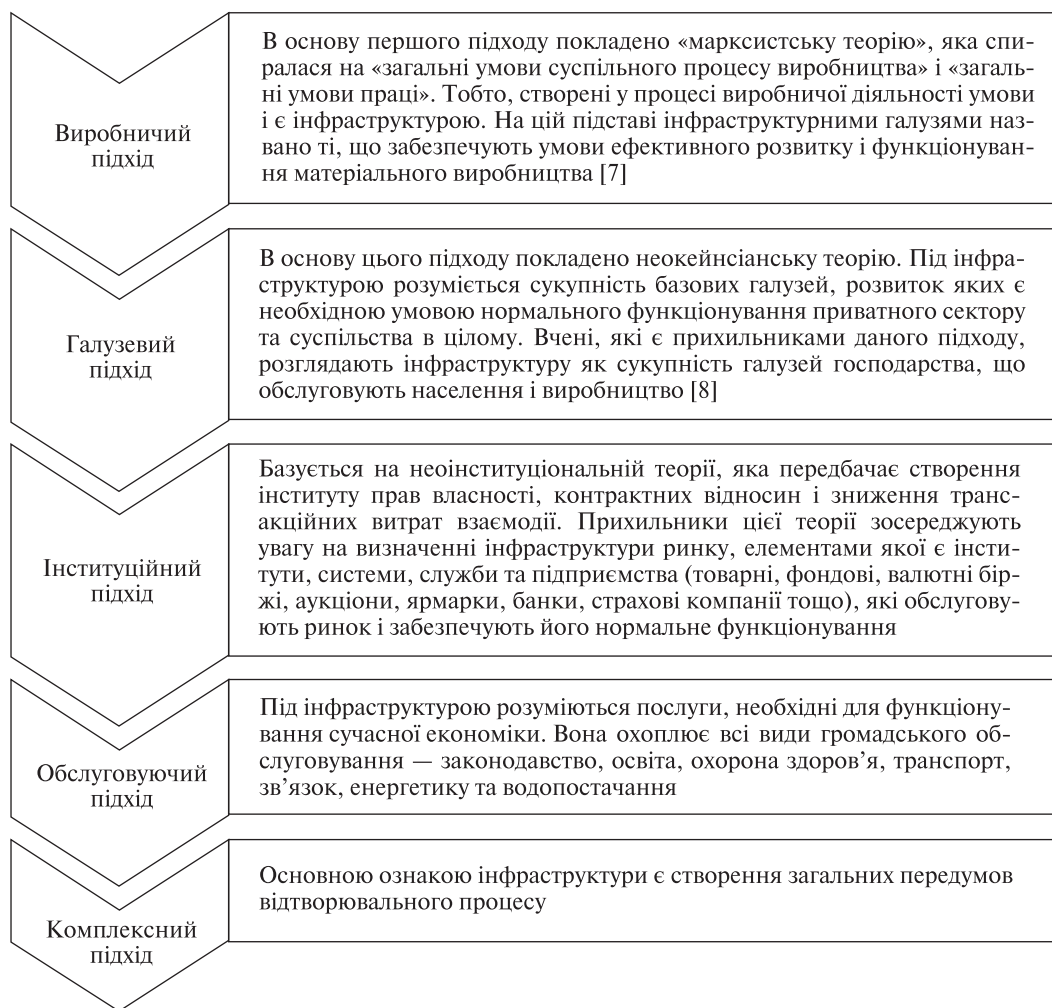 Виробничий
підхід
В основу першого підходу покладено «марксистську теорію», яка спи-
ралася на «загальні умови суспільного процесу виробництва» і «загаль-
ні умови праці». Тобто, створені у процесі виробничої діяльності умови
і є інфраструктурою. На цій підставі інфраструктурними галузями наз-
вано ті, що забезпечують умови ефективного розвитку і функціонуван-
ня матеріального виробництва [7]
Галузевий
підхід
В основу цього підходу покладено неокейнсіанську теорію. Під інфра-
структурою розуміється сукупність базових галузей, розвиток яких є
необхідною умовою нормального функціонування приватного сектору
та суспільства в цілому. Вчені, які є прихильниками даного підходу,
розглядають інфраструктуру як сукупність галузей господарства, що
обслуговують населення і виробництво [8]
Інституційний
підхід
Базується на неоінституціональній теорії, яка передбачає створення
інституту прав власності, контрактних відносин і зниження транс-
акційних витрат взаємодії. Прихильники цієї теорії зосереджують
увагу на визначенні інфраструктури ринку, елементами якої є інсти-
тути, системи, служби та підприємства (товарні, фондові, валютні бір-
жі, аукціони, ярмарки, банки, страхові компанії тощо), які обслугову-
ють ринок і забезпечують його нормальне функціонування
Обслуговуючий
підхід
Під інфраструктурою розуміються послуги, необхідні для функціону-
вання сучасної економіки. Вона охоплює всі види громадського об-
слуговування — законодавство, освіта, охорона здоров’я, транспорт,
зв’язок, енергетику та водопостачання
Комплексний
підхід
Основною ознакою інфраструктури є створення загальних передумов
відтворювального процесу